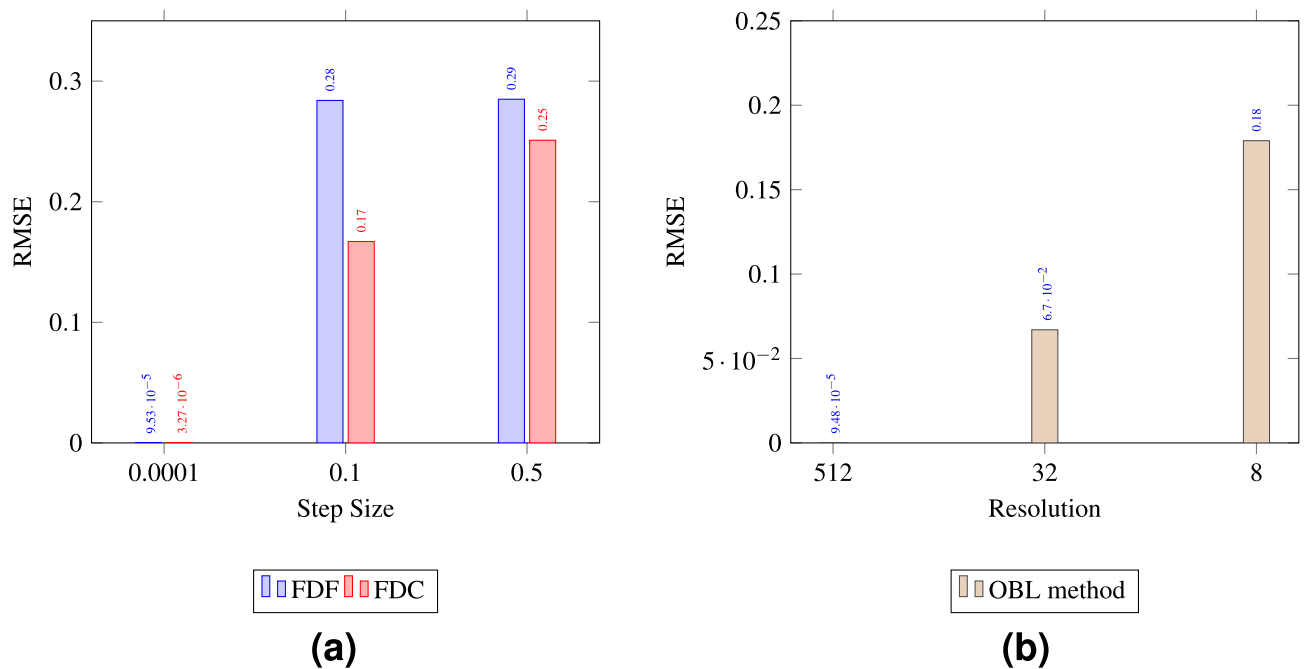 0.3
0.2
0.1
0
RMSE
9.53 · 10⁻⁵
3.27 · 10⁻⁶
0.28
0.17
0.29
0.25
0.0001 0.1 0.5
Step Size
FDF FDC
(a)
0.25
0.2
0.15
0.1
5 · 10⁻²
0
RMSE
9.48 · 10⁻⁵
6.7 · 10⁻²
0.18
512 32 8
Resolution
OBL method
(b)